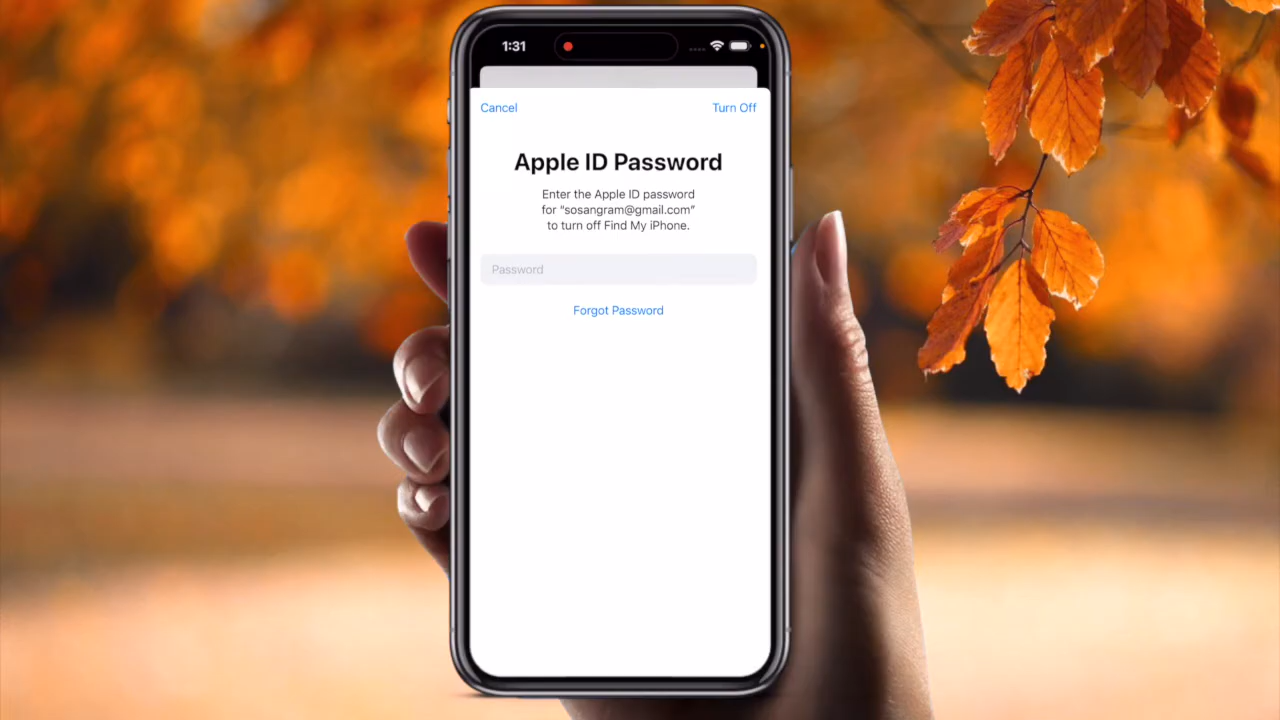 1:31
Cancel
Turn Off
Apple ID Password
Enter the Apple ID password
for “sosangram@gmail.com”
to turn off Find My iPhone.
Password
Forgot Password